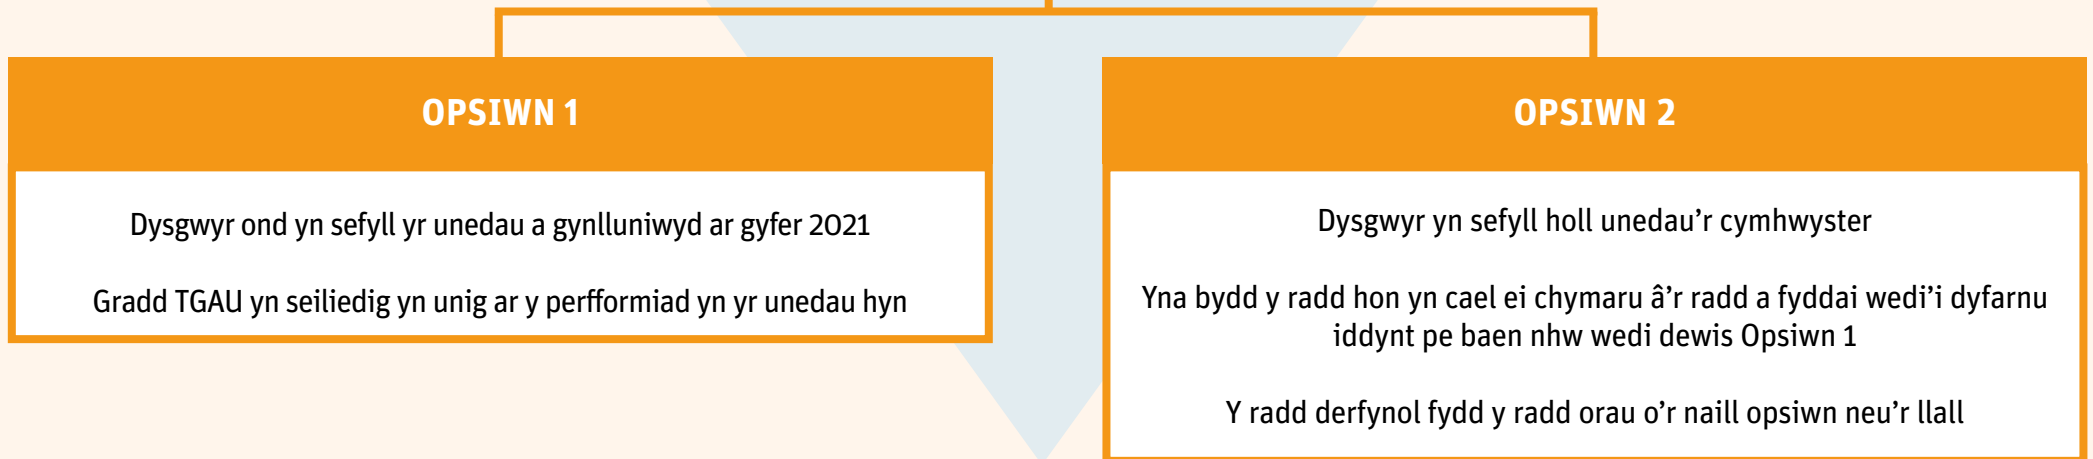 OPSIWN 1
Dysgwyr ond yn sefyll yr unedau a gynlluniwyd ar gyfer 2021
Gradd TGAU yn seiliedig yn unig ar y perfformiad yn yr unedau hyn
OPSIWN 2
Dysgwyr yn sefyll holl unedau’r cymhwyster
Yna bydd y radd hon yn cael ei chymaru â’r radd a fyddai wedi’i dyfarnu
iddynt pe baen nhw wedi dewis Opsiwn 1
Y radd derfynol fydd y radd orau o’r naill opsiwn neu’r llall